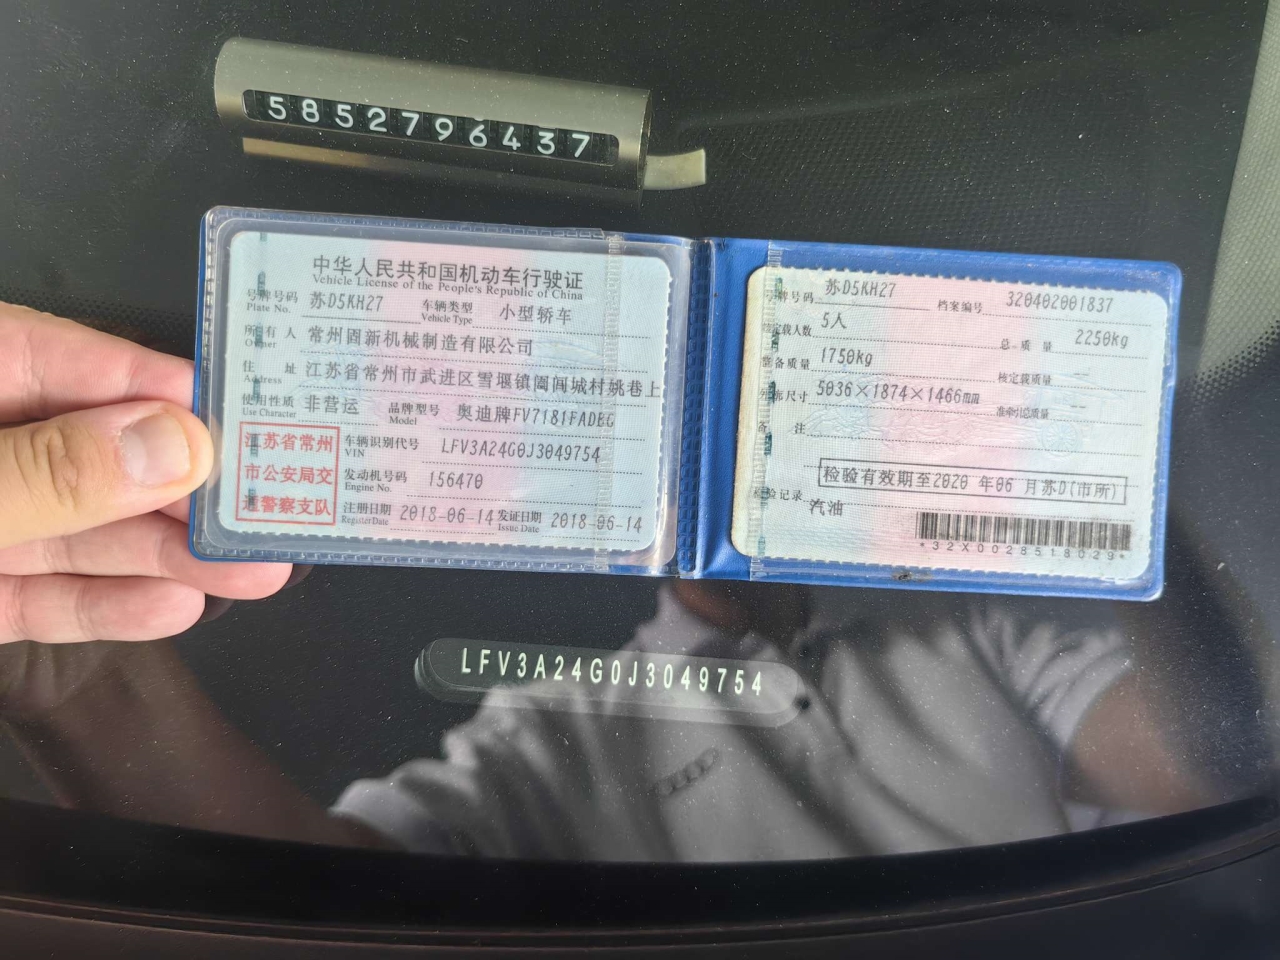 5852796437
中华人民共和国机动车行驶证
Vehicle License of the People's Republic of China
号牌号码 苏D5KH27 车辆类型 小型轿车
Plate No. Vehicle Type
所有人 常州固新机械制造有限公司
Owner
住址 江苏省常州市武进区雪堰镇阖闾城村姚巷上
Address
使用性质 非营运 品牌型号 奥迪牌FV7181FADBG
Use Character Model
江苏省常州
市公安局交
通警察支队
车辆识别代号 LFV3A24G0J3049754
VIN
发动机号码 156470
Engine No.
注册日期 2018-06-14 发证日期 2018-06-14
Register Date Issue Date
号牌号码 苏D5KH27 档案编号 320402001837
核定载人数 5人 总质量 2250kg
整备质量 1750kg 核定载质量 --
外廓尺寸 5036×1874×1466mm 准牵引总质量 --
备注
检验有效期至2020年06月苏D(市所)
检验记录
汽油
*32X0028518029*
LFV3A24G0J3049754